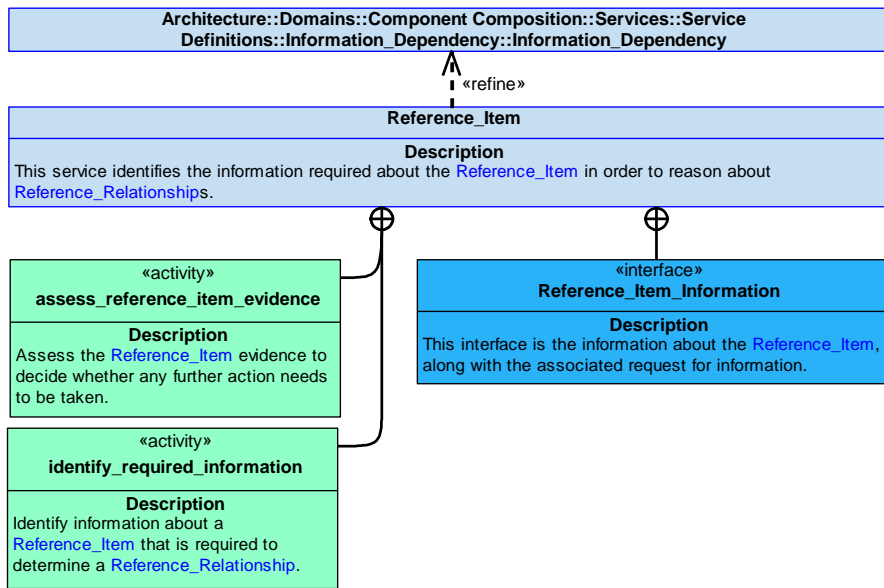 Architecture::Domains::Component Composition::Services::Service
Definitions::Information_Dependency::Information_Dependency
«refine»
Reference_Item
Description
This service identifies the information required about the Reference_Item in order to reason about
Reference_Relationships.
«activity»
assess_reference_item_evidence
Description
Assess the Reference_Item evidence to
decide whether any further action needs
to be taken.
«interface»
Reference_Item_Information
Description
This interface is the information about the Reference_Item,
along with the associated request for information.
«activity»
identify_required_information
Description
Identify information about a
Reference_Item that is required to
determine a Reference_Relationship.